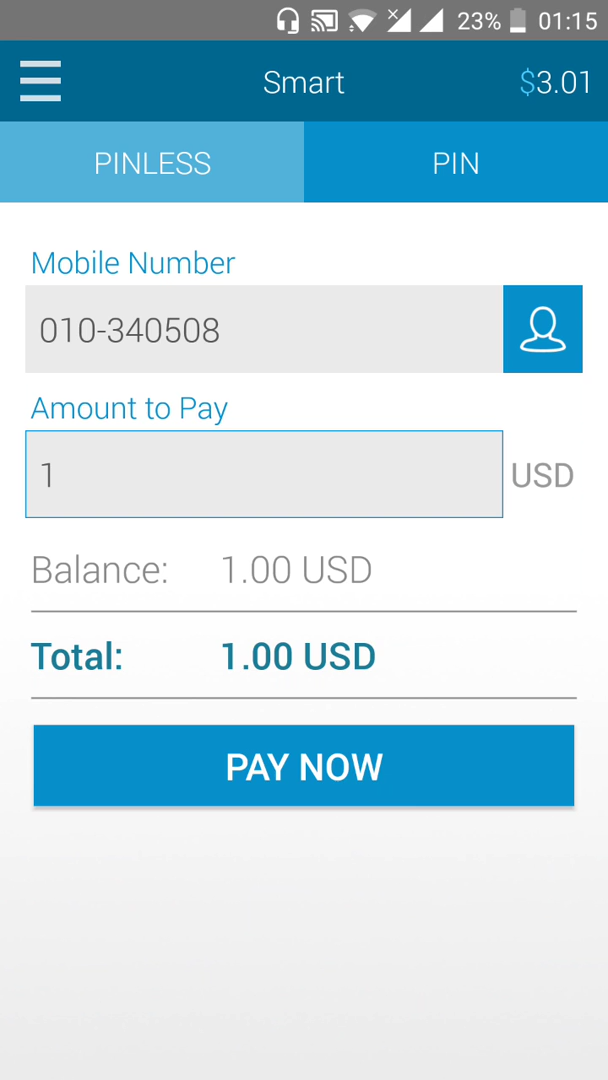 23% 01:15
Smart $3.01
PINLESS PIN
Mobile Number
010-340508
Amount to Pay
1 USD
Balance: 1.00 USD
Total: 1.00 USD
PAY NOW